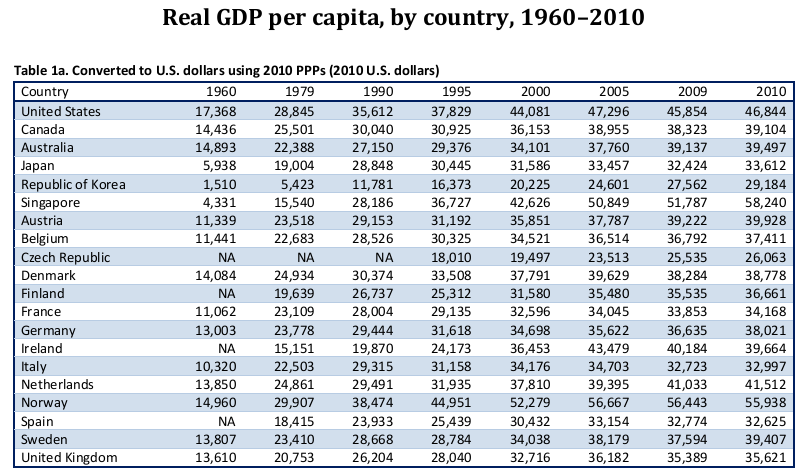 Real GDP per capita, by country, 1960–2010
Table 1a. Converted to U.S. dollars using 2010 PPPs (2010 U.S. dollars)
Country 1960 1979 1990 1995 2000 2005 2009 2010
United States 17,368 28,845 35,612 37,829 44,081 47,296 45,854 46,844
Canada 14,436 25,501 30,040 30,925 36,153 38,955 38,323 39,104
Australia 14,893 22,388 27,150 29,376 34,101 37,760 39,137 39,497
Japan 5,938 19,004 28,848 30,445 31,586 33,457 32,424 33,612
Republic of Korea 1,510 5,423 11,781 16,373 20,225 24,601 27,562 29,184
Singapore 4,331 15,540 28,186 36,727 42,626 50,849 51,787 58,240
Austria 11,339 23,518 29,153 31,192 35,851 37,787 39,222 39,928
Belgium 11,441 22,683 28,526 30,325 34,521 36,514 36,792 37,411
Czech Republic NA NA NA 18,010 19,497 23,513 25,535 26,063
Denmark 14,084 24,934 30,374 33,508 37,791 39,629 38,284 38,778
Finland NA 19,639 26,737 25,312 31,580 35,480 35,535 36,661
France 11,062 23,109 28,004 29,135 32,596 34,045 33,853 34,168
Germany 13,003 23,778 29,444 31,618 34,698 35,622 36,635 38,021
Ireland NA 15,151 19,870 24,173 36,453 43,479 40,184 39,664
Italy 10,320 22,503 29,315 31,158 34,176 34,703 32,723 32,997
Netherlands 13,850 24,861 29,491 31,935 37,810 39,395 41,033 41,512
Norway 14,960 29,907 38,474 44,951 52,279 56,667 56,443 55,938
Spain NA 18,415 23,933 25,439 30,432 33,154 32,774 32,625
Sweden 13,807 23,410 28,668 28,784 34,038 38,179 37,594 39,407
United Kingdom 13,610 20,753 26,204 28,040 32,716 36,182 35,389 35,621